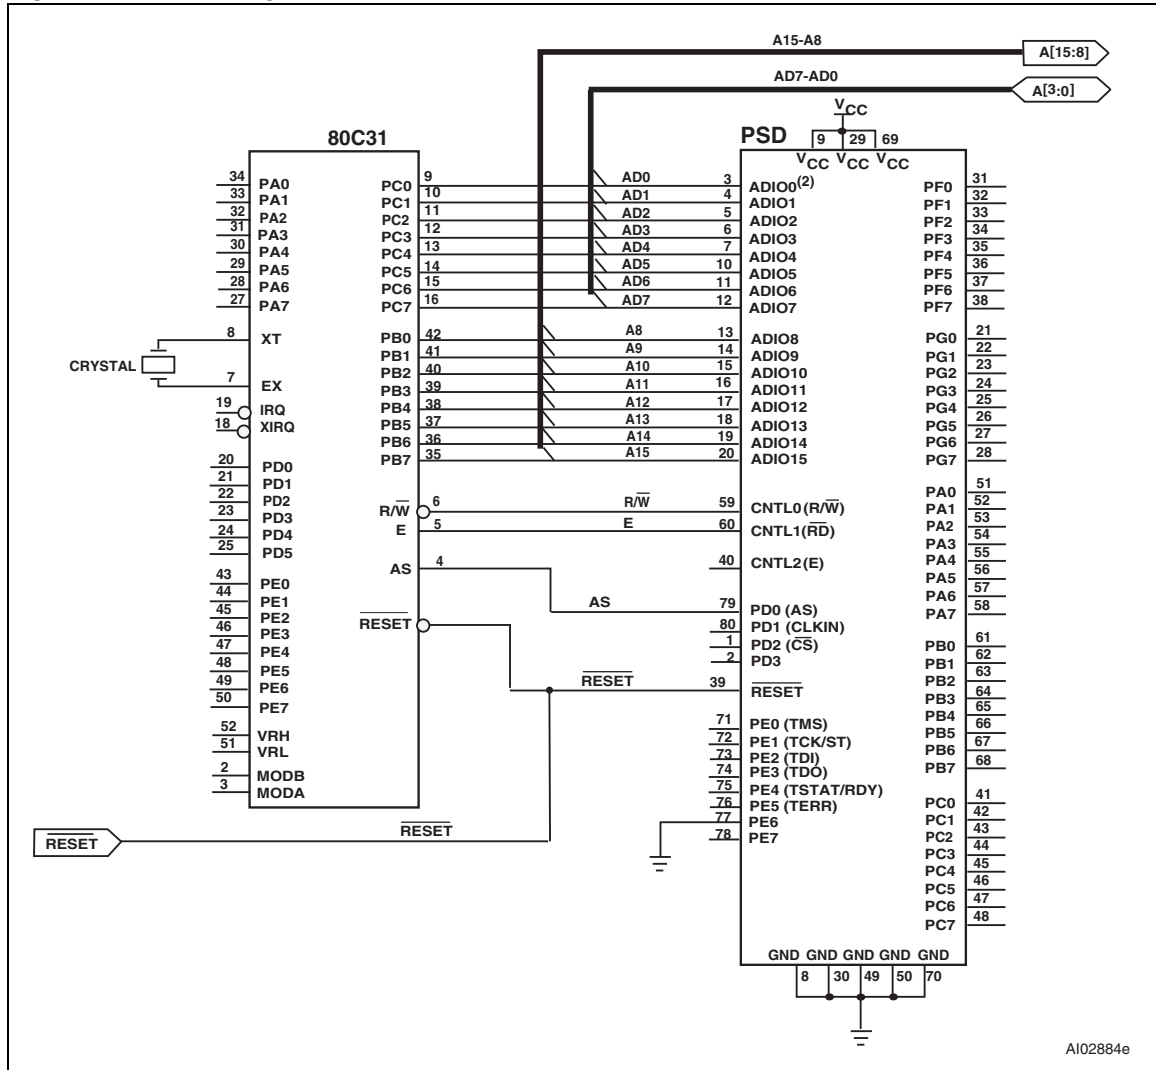 A15-A8
A[15:8]
AD7-AD0
A[3:0]
VCC
80C31
PSD
9 29 69
VCC VCC VCC
34 PA0
33 PA1
32 PA2
31 PA3
30 PA4
29 PA5
28 PA6
27 PA7
8 XT
CRYSTAL
7 EX
19 IRQ
18 XIRQ
20 PD0
21 PD1
22 PD2
23 PD3
24 PD4
25 PD5
43 PE0
44 PE1
45 PE2
46 PE3
47 PE4
48 PE5
49 PE6
50 PE7
52 VRH
51 VRL
2 MODB
3 MODA
PC0 9 AD0 3 ADIO0(2)
PC1 10 AD1 4 ADIO1
PC2 11 AD2 5 ADIO2
PC3 12 AD3 6 ADIO3
PC4 13 AD4 7 ADIO4
PC5 14 AD5 10 ADIO5
PC6 15 AD6 11 ADIO6
PC7 16 AD7 12 ADIO7
PB0 42 A8 13 ADIO8
PB1 41 A9 14 ADIO9
PB2 40 A10 15 ADIO10
PB3 39 A11 16 ADIO11
PB4 38 A12 17 ADIO12
PB5 37 A13 18 ADIO13
PB6 36 A14 19 ADIO14
PB7 35 A15 20 ADIO15
R/W 6 R/W 59 CNTL0 (R/W)
E 5 E 60 CNTL1(RD)
40 CNTL2 (E)
AS 4 AS 79 PD0 (AS)
80 PD1 (CLKIN)
1 PD2 (CS)
2 PD3
RESET RESET 39 RESET
71 PE0 (TMS)
72 PE1 (TCK/ST)
73 PE2 (TDI)
74 PE3 (TDO)
75 PE4 (TSTAT/RDY)
76 PE5 (TERR)
77 PE6
78 PE7
RESET RESET
PF0 31
PF1 32
PF2 33
PF3 34
PF4 35
PF5 36
PF6 37
PF7 38
PG0 21
PG1 22
PG2 23
PG3 24
PG4 25
PG5 26
PG6 27
PG7 28
PA0 51
PA1 52
PA2 53
PA3 54
PA4 55
PA5 56
PA6 57
PA7 58
PB0 61
PB1 62
PB2 63
PB3 64
PB4 65
PB5 66
PB6 67
PB7 68
PC0 41
PC1 42
PC2 43
PC3 44
PC4 45
PC5 46
PC6 47
PC7 48
GND GND GND GND GND
8 30 49 50 70
AI02884e